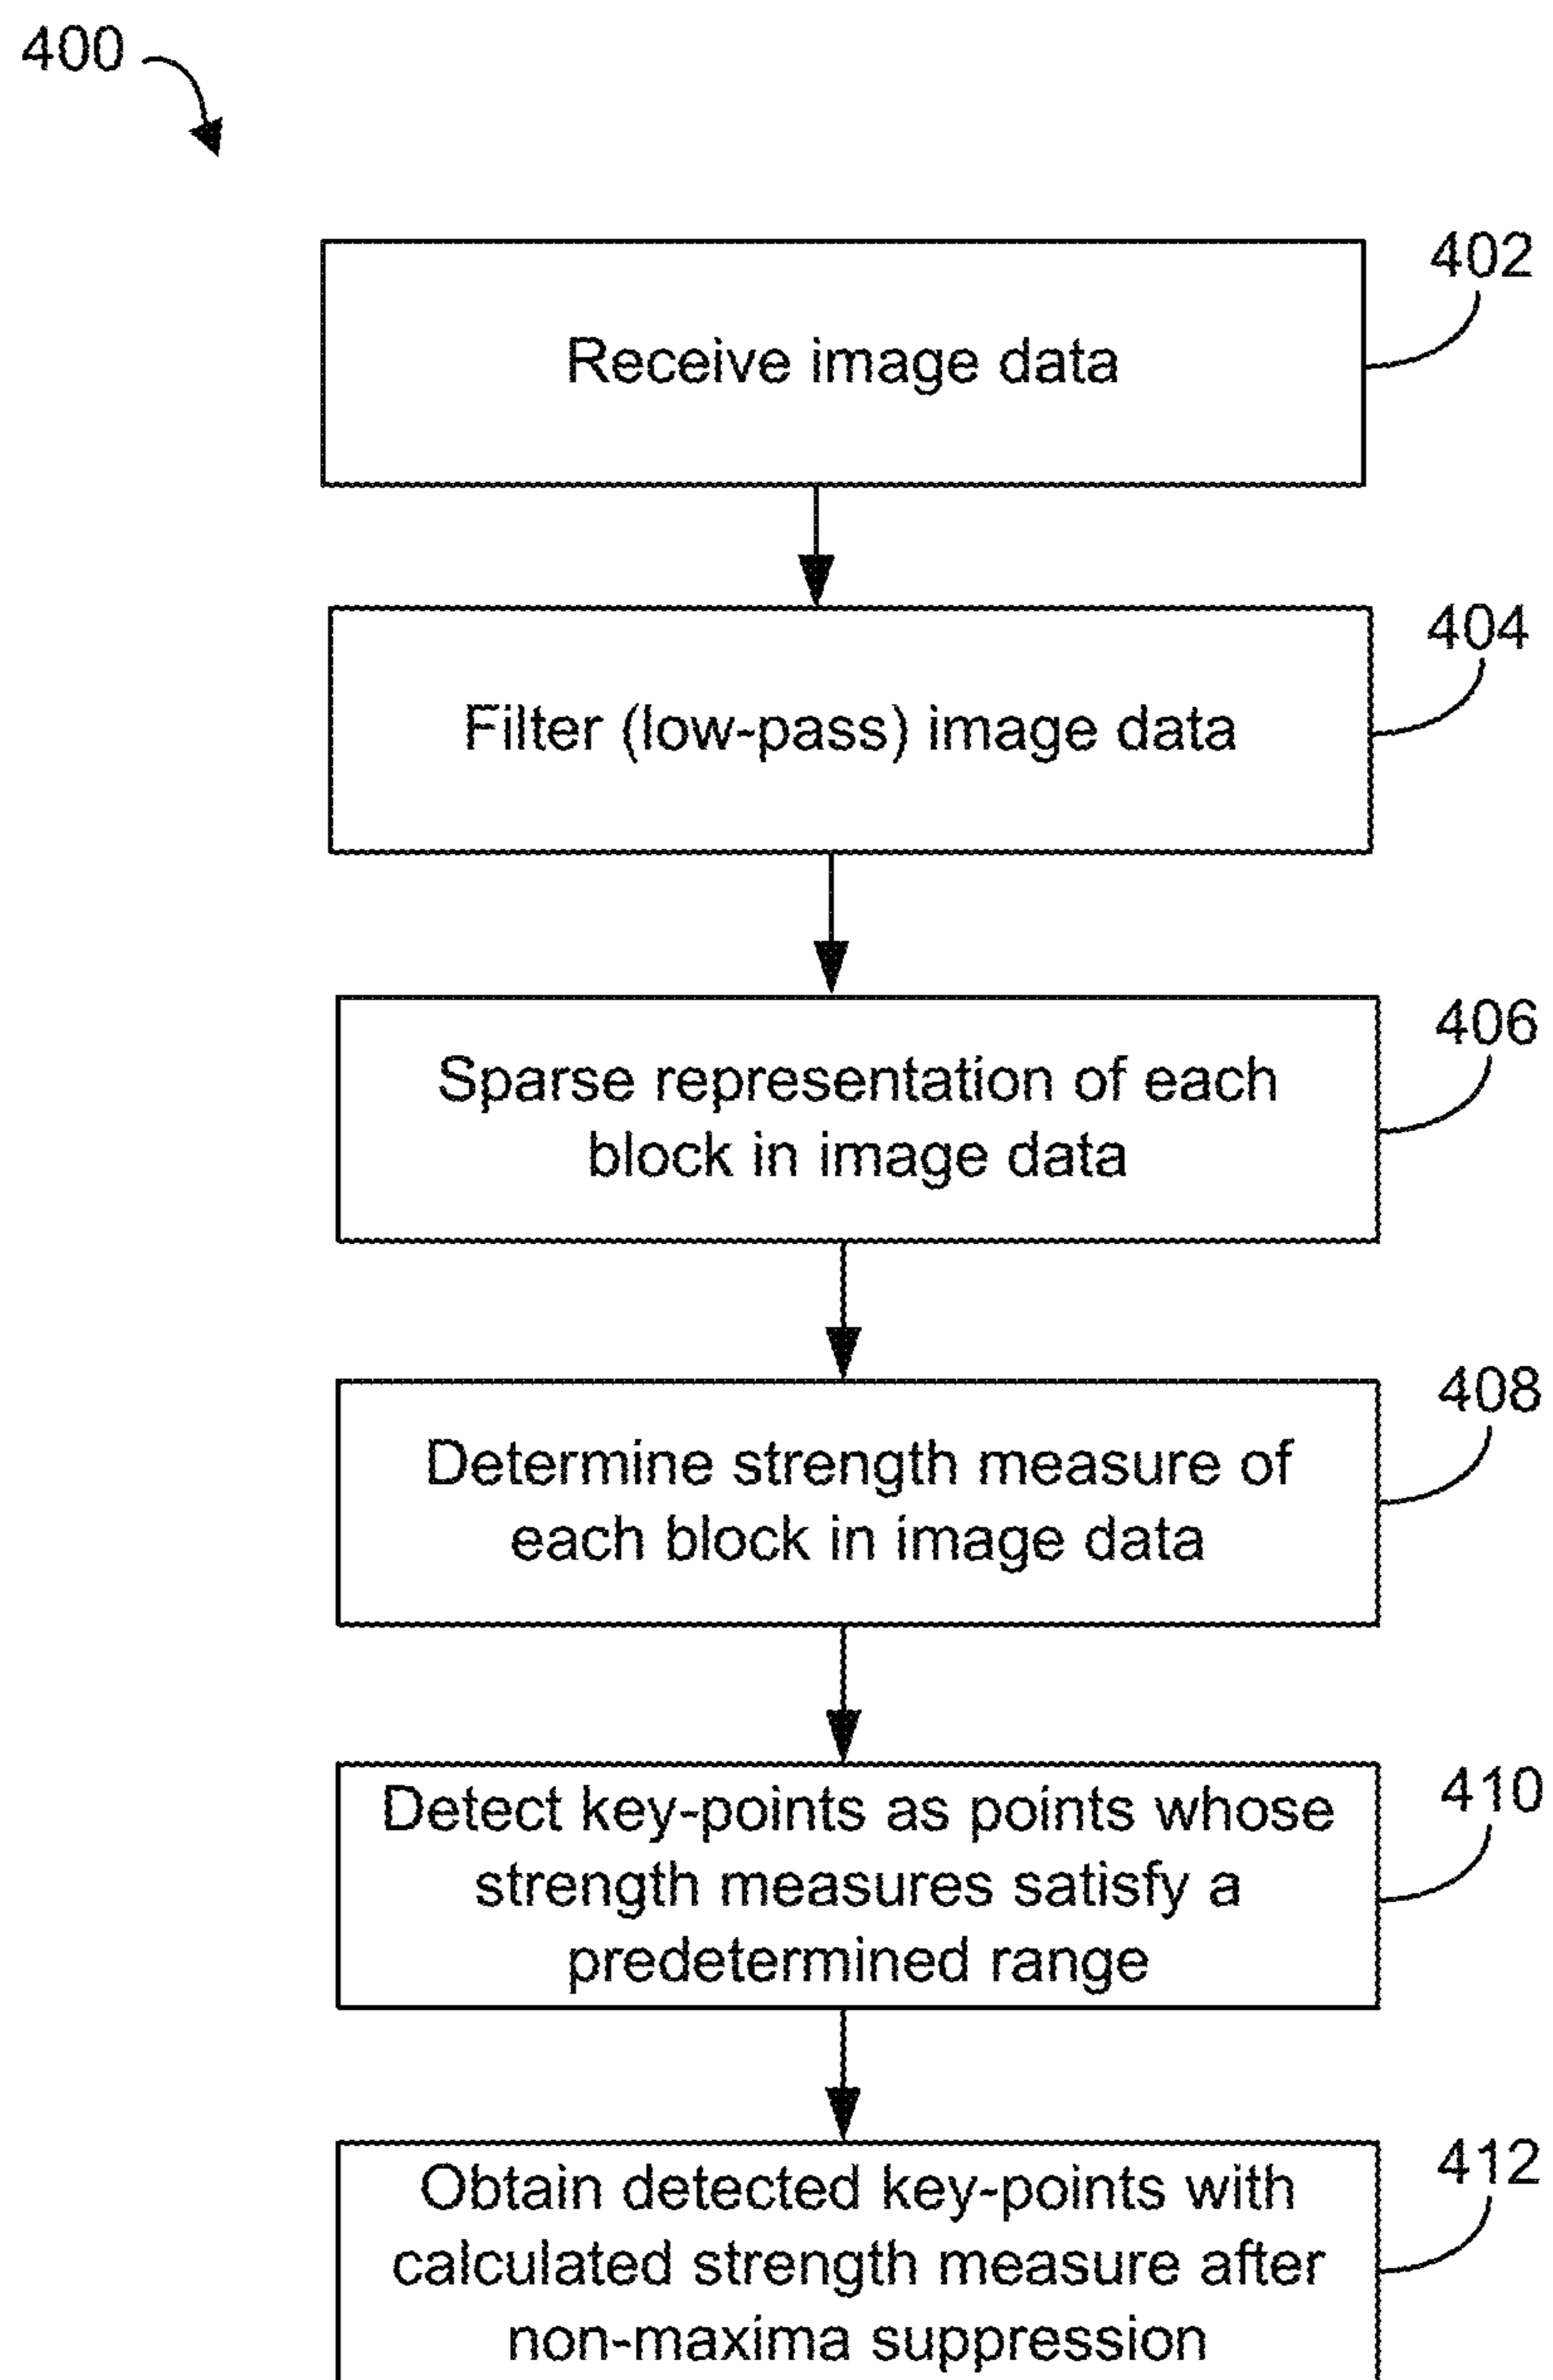 400
402
Receive image data
404
Filter (low-pass) image data
406
Sparse representation of each
block in image data
408
Determine strength measure of
each block in image data
410
Detect key-points as points whose
strength measures satisfy a
predetermined range
412
Obtain detected key-points with
calculated strength measure after
non-maxima suppression